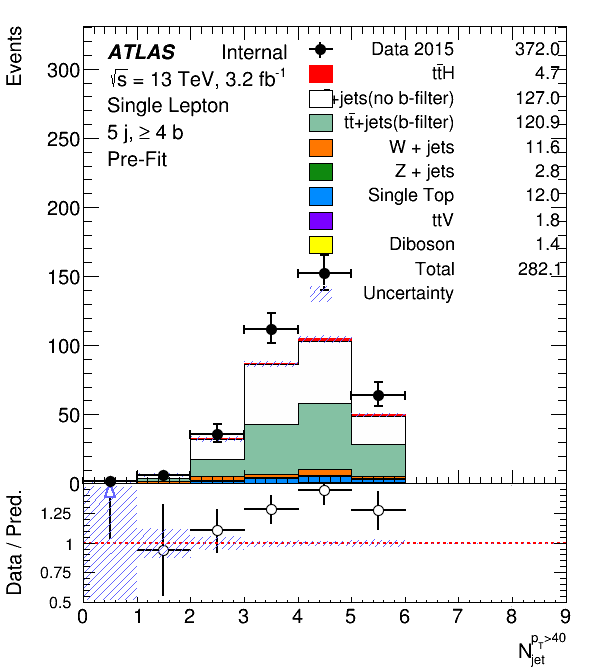 Events
ATLAS Internal
√s = 13 TeV, 3.2 fb-1
Single Lepton
5 j, ≥ 4 b
Pre-Fit
Data 2015 372.0
tt̄H 4.7
+jets(no b-filter) 127.0
tt̄+jets(b-filter) 120.9
W + jets 11.6
Z + jets 2.8
Single Top 12.0
ttV 1.8
Diboson 1.4
Total 282.1
Uncertainty
300
250
200
150
100
50
0
Data / Pred.
1.25
1
0.75
0.5
0 1 2 3 4 5 6 7 8 9
N_jet^{p_T>40}